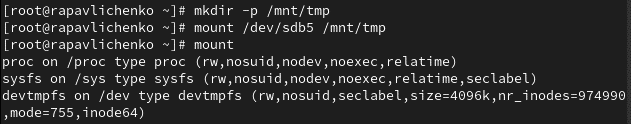 [root@rapavlichenko ~]# mkdir -p /mnt/tmp
[root@rapavlichenko ~]# mount /dev/sdb5 /mnt/tmp
[root@rapavlichenko ~]# mount
proc on /proc type proc (rw,nosuid,nodev,noexec,relatime)
sysfs on /sys type sysfs (rw,nosuid,nodev,noexec,relatime,seclabel)
devtmpfs on /dev type devtmpfs (rw,nosuid,seclabel,size=4096k,nr_inodes=974990
,mode=755,inode64)